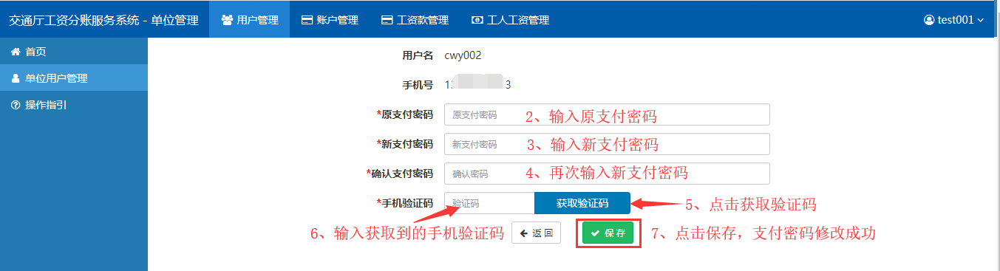 交通厅工资分账服务系统 - 单位管理 用户管理 账户管理 工资款管理 工人工资管理 test001
首页
单位用户管理
操作指引
用户名 cwy002
手机号 1 3
*原支付密码 原支付密码 2、输入原支付密码
*新支付密码 新支付密码 3、输入新支付密码
*确认支付密码 确认密码 4、再次输入新支付密码
*手机验证码 验证码 获取验证码 5、点击获取验证码
6、输入获取到的手机验证码 返回 保存 7、点击保存，支付密码修改成功